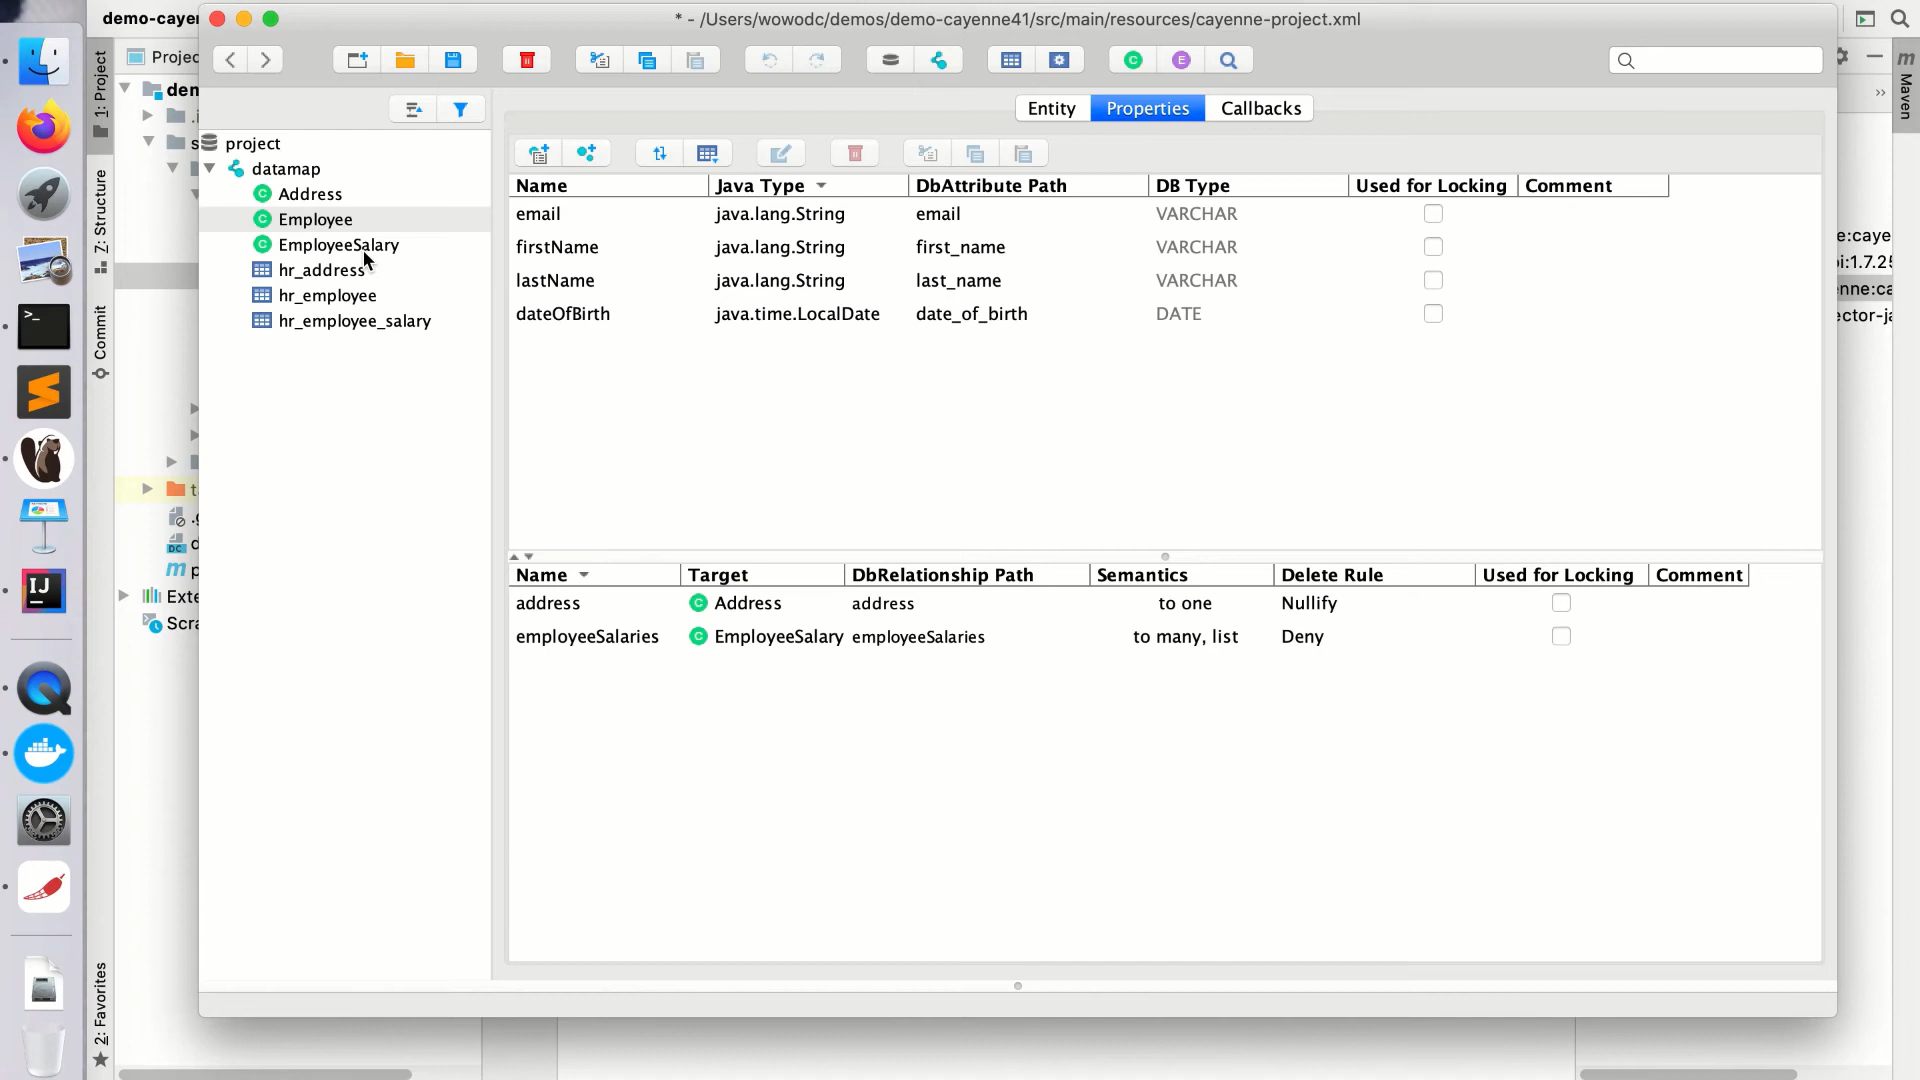 demo-caye
* - /Users/wowodc/demos/demo-cayenne41/src/main/resources/cayenne-project.xml
1: Project
Projec
Maven
den
Entity
Properties
Callbacks
project
datamap
Address
Employee
EmployeeSalary
hr_address
hr_employee
hr_employee_salary
Name
Java Type
DbAttribute Path
DB Type
Used for Locking
Comment
email
java.lang.String
email
VARCHAR
firstName
java.lang.String
first_name
VARCHAR
lastName
java.lang.String
last_name
VARCHAR
dateOfBirth
java.time.LocalDate
date_of_birth
DATE
Name
Target
DbRelationship Path
Semantics
Delete Rule
Used for Locking
Comment
address
Address
address
to one
Nullify
employeeSalaries
EmployeeSalary
employeeSalaries
to many, list
Deny
Z: Structure
Commit
2: Favorites
Exte
Scra
e:caye
oi:1.7.25
enne:ca
ector-ja